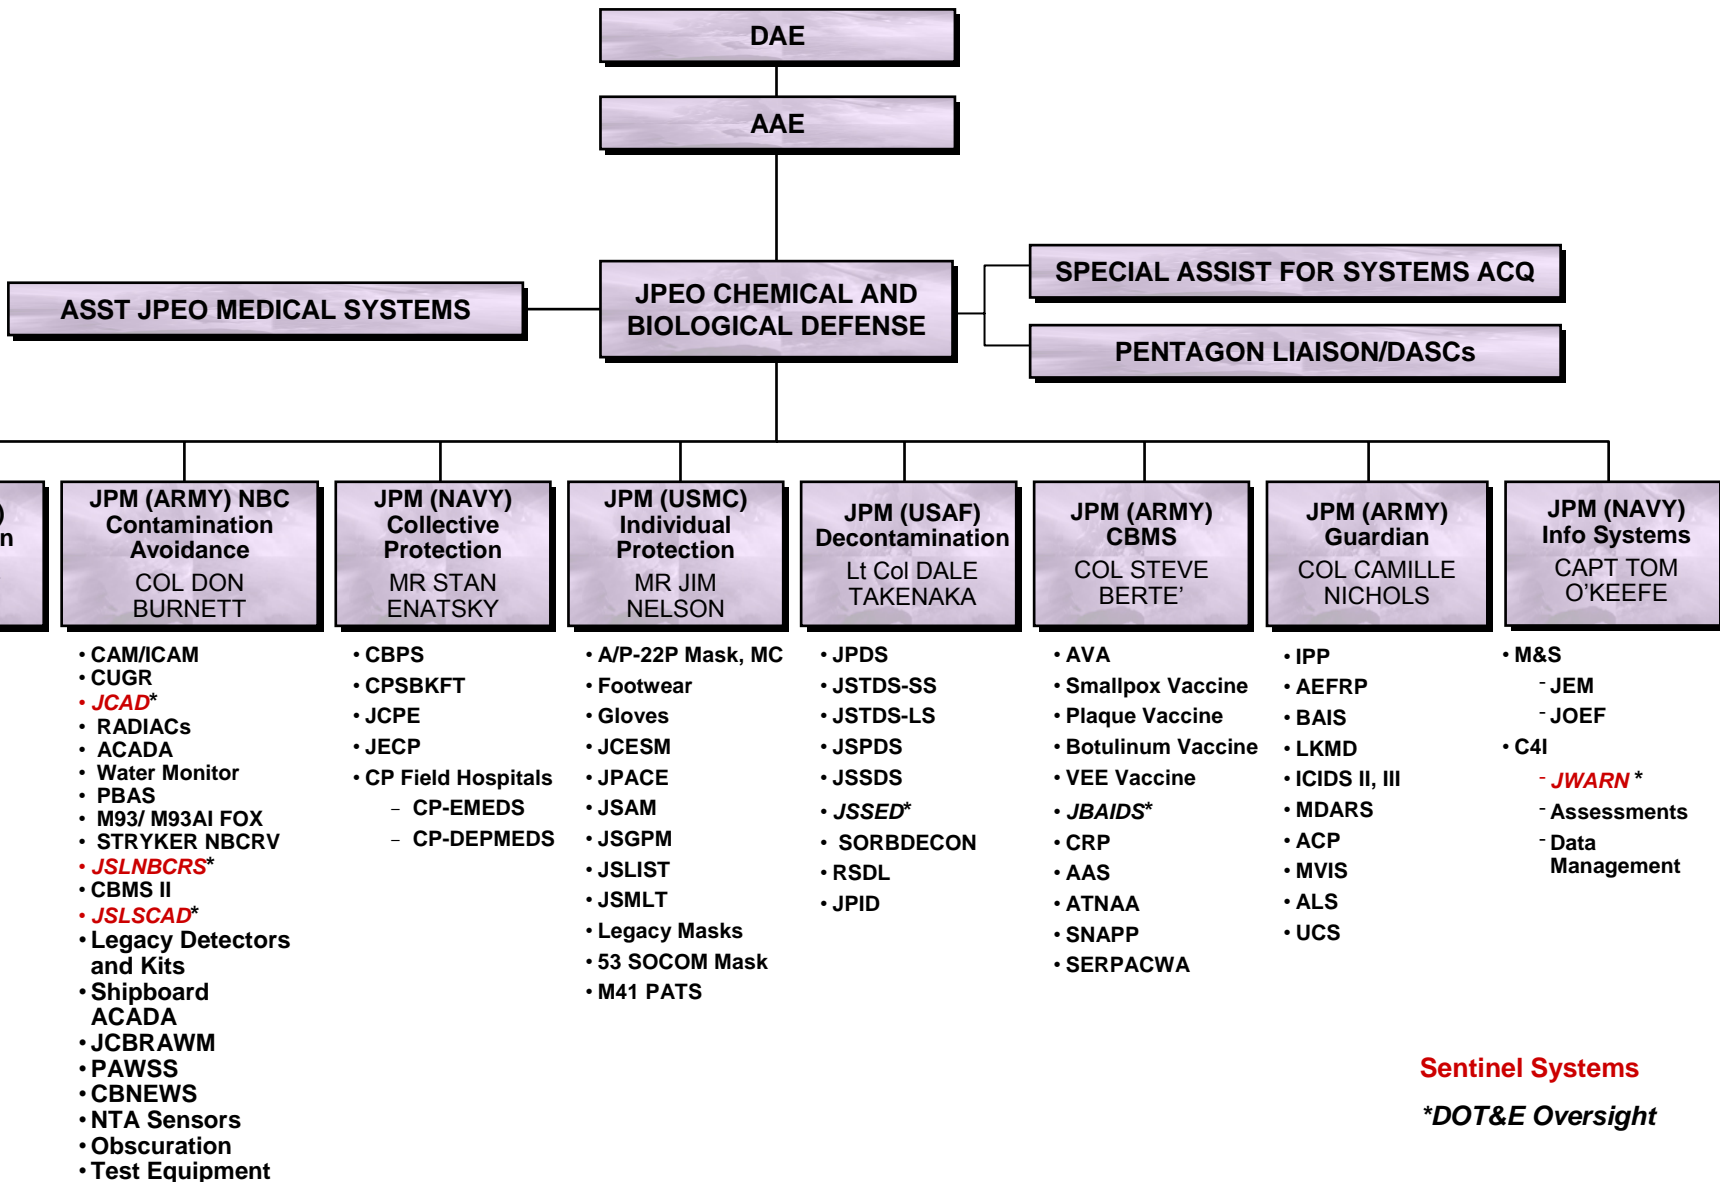 DAE
AAE
JPEO CHEMICAL AND
BIOLOGICAL DEFENSE
ASST JPEO MEDICAL SYSTEMS
SPECIAL ASSIST FOR SYSTEMS ACQ
PENTAGON LIAISON/DASCs
)
n
JPM (ARMY) NBC
Contamination
Avoidance
COL DON
BURNETT
• CAM/ICAM
• CUGR
• JCAD*
• RADIACs
• ACADA
• Water Monitor
• PBAS
• M93/ M93AI FOX
• STRYKER NBCRV
• JSLNBCRS*
• CBMS II
• JSLSCAD*
• Legacy Detectors
and Kits
• Shipboard
ACADA
• JCBRAWM
• PAWSS
• CBNEWS
• NTA Sensors
• Obscuration
• Test Equipment
JPM (NAVY)
Collective
Protection
MR STAN
ENATSKY
• CBPS
• CPSBKFT
• JCPE
• JECP
• CP Field Hospitals
– CP-EMEDS
– CP-DEPMEDS
JPM (USMC)
Individual
Protection
MR JIM
NELSON
• A/P-22P Mask, MC
• Footwear
• Gloves
• JCESM
• JPACE
• JSAM
• JSGPM
• JSLIST
• JSMLT
• Legacy Masks
• 53 SOCOM Mask
• M41 PATS
JPM (USAF)
Decontamination
Lt Col DALE
TAKENAKA
• JPDS
• JSTDS-SS
• JSTDS-LS
• JSPDS
• JSSDS
• JSSED*
• SORBDECON
• RSDL
• JPID
JPM (ARMY)
CBMS
COL STEVE
BERTE’
• AVA
• Smallpox Vaccine
• Plaque Vaccine
• Botulinum Vaccine
• VEE Vaccine
• JBAIDS*
• CRP
• AAS
• ATNAA
• SNAPP
• SERPACWA
JPM (ARMY)
Guardian
COL CAMILLE
NICHOLS
• IPP
• AEFRP
• BAIS
• LKMD
• ICIDS II, III
• MDARS
• ACP
• MVIS
• ALS
• UCS
JPM (NAVY)
Info Systems
CAPT TOM
O’KEEFE
• M&S
- JEM
- JOEF
• C4I
- JWARN *
- Assessments
- Data
Management
Sentinel Systems
*DOT&E Oversight